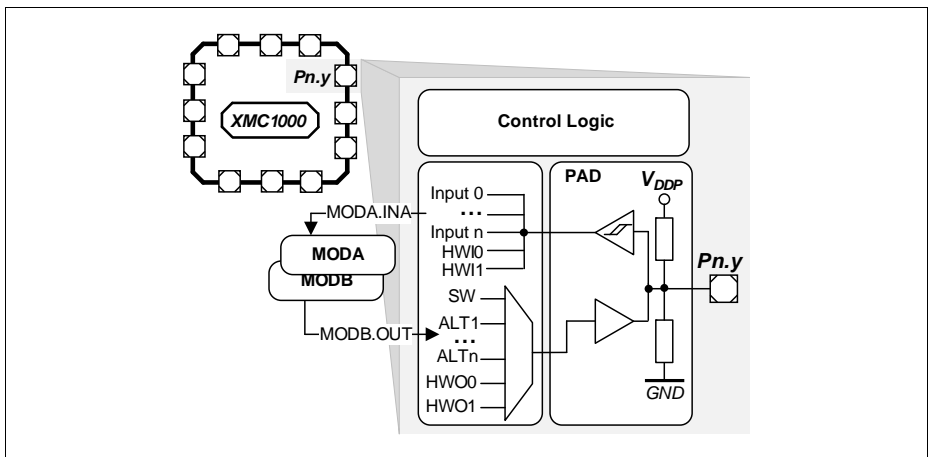 Pn.y
XMC1000
Control Logic
PAD
VDDP
Input 0
...
Input n
HWI0
HWI1
MODA.INA
MODA
MODB
MODB.OUT
SW
ALT1
...
ALTn
HWO0
HWO1
Pn.y
GND